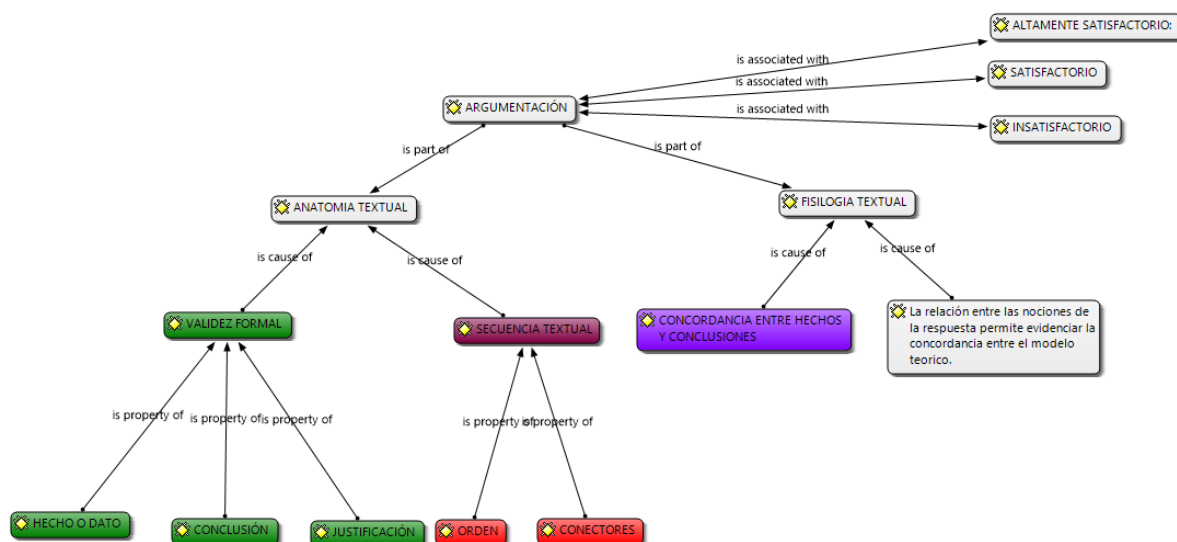 ALTAMENTE SATISFACTORIO:
is associated with
SATISFACTORIO
is associated with
ARGUMENTACIÓN
is associated with
INSATISFACTORIO
is part of
is part of
ANATOMIA TEXTUAL
FISILOGIA TEXTUAL
is cause of
is cause of
is cause of
is cause of
VALIDEZ FORMAL
SECUENCIA TEXTUAL
CONCORDANCIA ENTRE HECHOS
Y CONCLUSIONES
La relación entre las nociones de
la respuesta permite evidenciar la
concordancia entre el modelo
teorico.
is property of
is property of
is property of
is property of
is property of
HECHO O DATO
CONCLUSIÓN
JUSTIFICACIÓN
ORDEN
CONECTORES